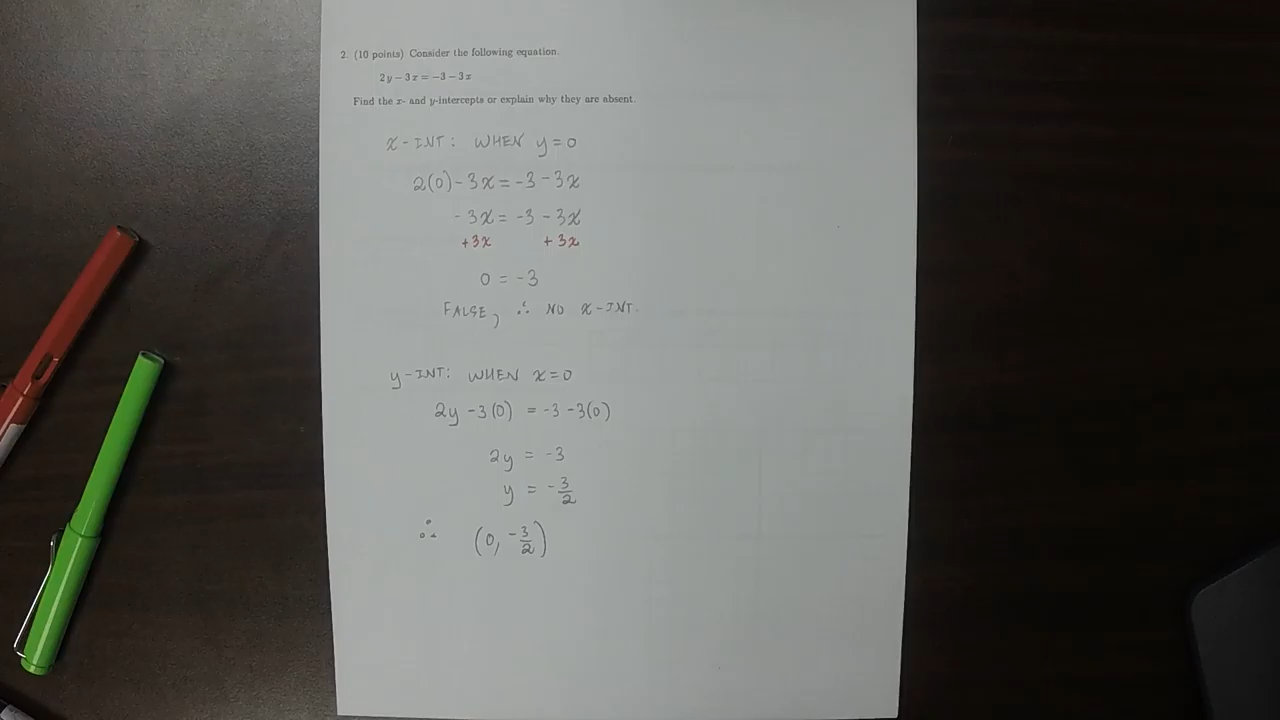 2. (10 points) Consider the following equation.
2y − 3x = −3 − 3x
Find the x- and y-intercepts or explain why they are absent.
x-INT: WHEN y=0
2(0) - 3x = -3 - 3x
-3x = -3 - 3x
+3x +3x
0 = -3
FALSE, ∴ NO x-INT.
y-INT: WHEN x=0
2y - 3(0) = -3 - 3(0)
2y = -3
y = -3/2
∴ (0, -3/2)